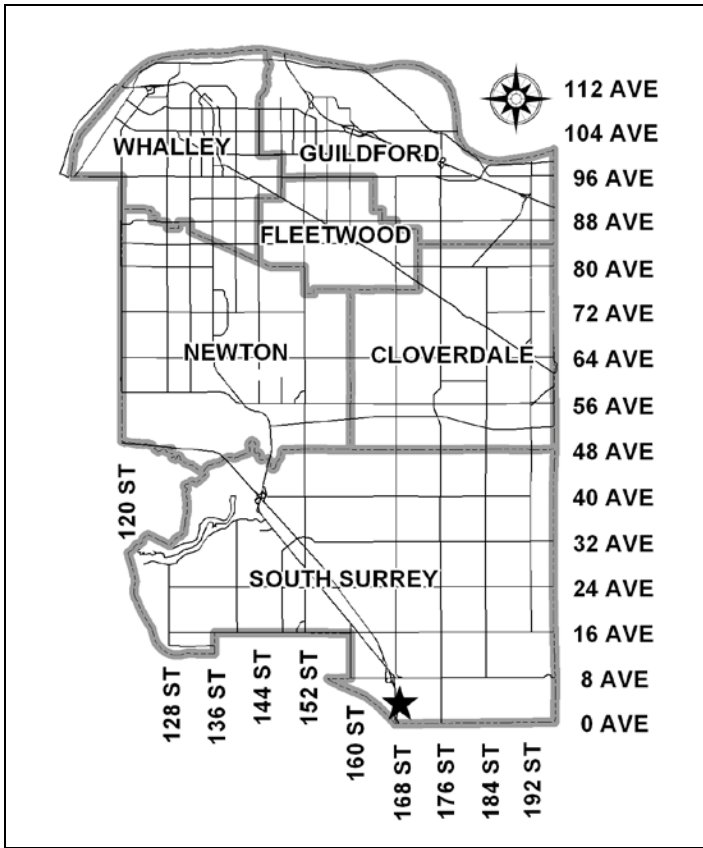 112 AVE
104 AVE
WHALLEY
GUILDFORD
96 AVE
88 AVE
FLEETWOOD
80 AVE
72 AVE
NEWTON
CLOVERDALE
64 AVE
56 AVE
48 AVE
120 ST
40 AVE
32 AVE
SOUTH SURREY
24 AVE
16 AVE
8 AVE
0 AVE
128 ST
136 ST
144 ST
152 ST
160 ST
168 ST
176 ST
184 ST
192 ST